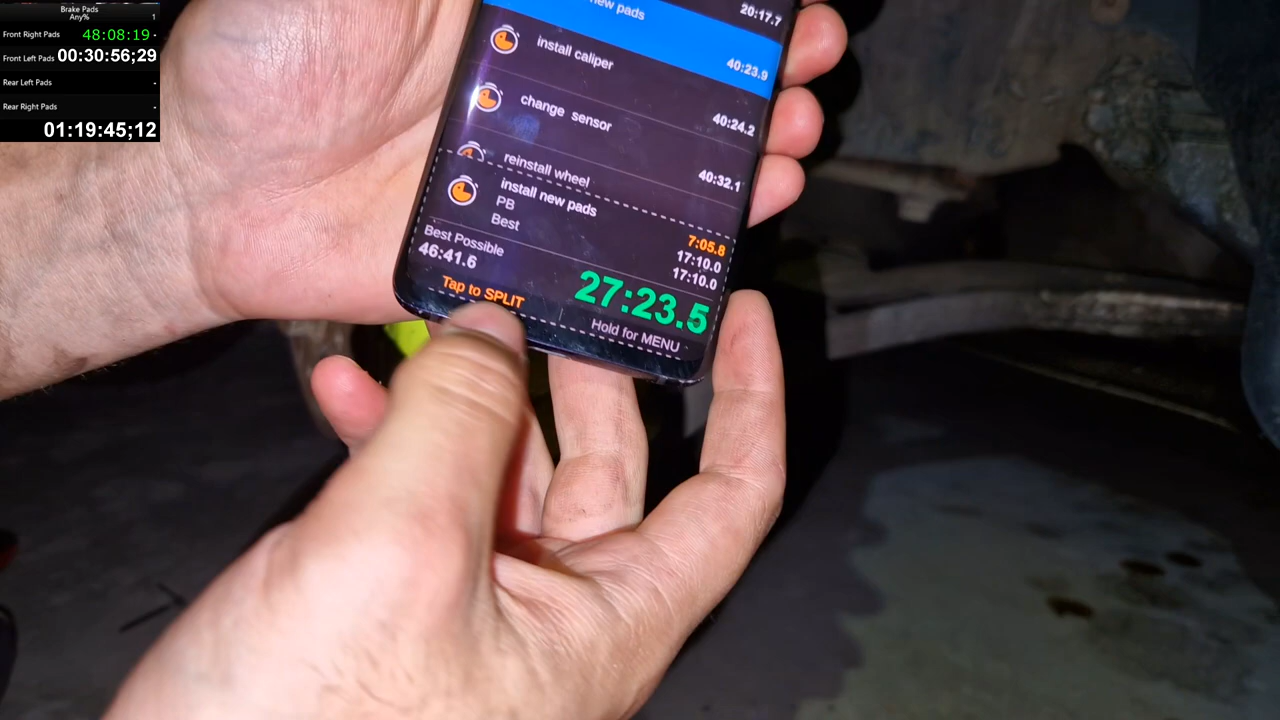 Brake Pads
Any% 1
Front Right Pads 48:08:19 -
Front Left Pads 00:30:56;29
Rear Left Pads -
Rear Right Pads -
01:19:45;12
new pads 20:17.7
install caliper 40:23.9
change sensor 40:24.2
reinstall wheel 40:32.1
install new pads 7:05.8
PB 17:10.0
Best 17:10.0
Best Possible
46:41.6
27:23.5
Tap to SPLIT
Hold for MENU